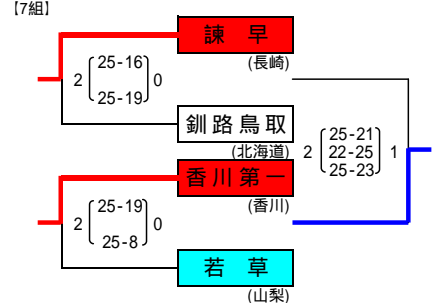 【7組】
諫早
(長崎)
2 25-16 0
25-19
釧路鳥取
(北海道)
2 25-21 1
22-25
25-23
香川第一
(香川)
2 25-19 0
25-8
若草
(山梨)